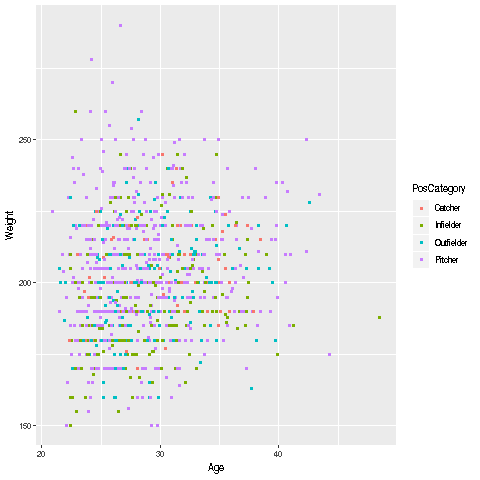 250
200
150
Weight
20
30
40
Age
PosCategory
Catcher
Infielder
Outfielder
Pitcher